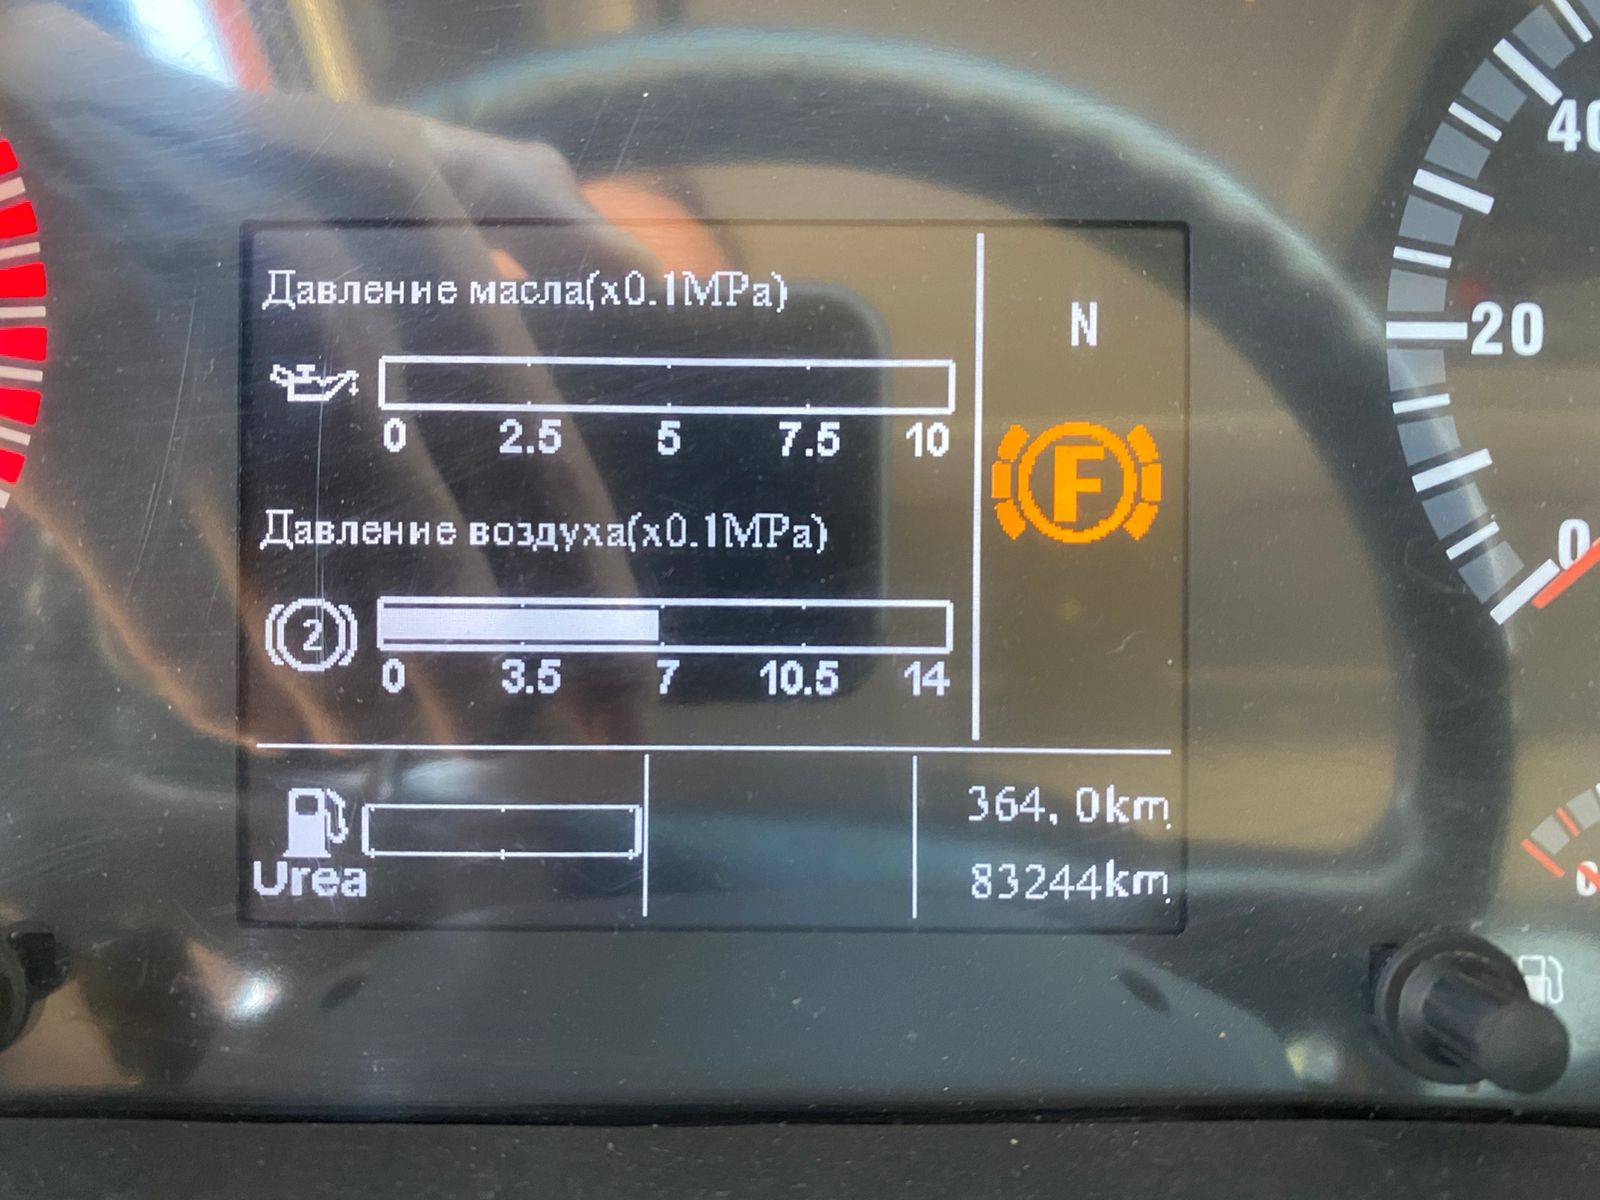 Давление масла(x0.1MPa)
0 2.5 5 7.5 10
Давление воздуха(x0.1MPa)
2
0 3.5 7 10.5 14
N
F
Urea
364.0km
83244km
40
20
0
0